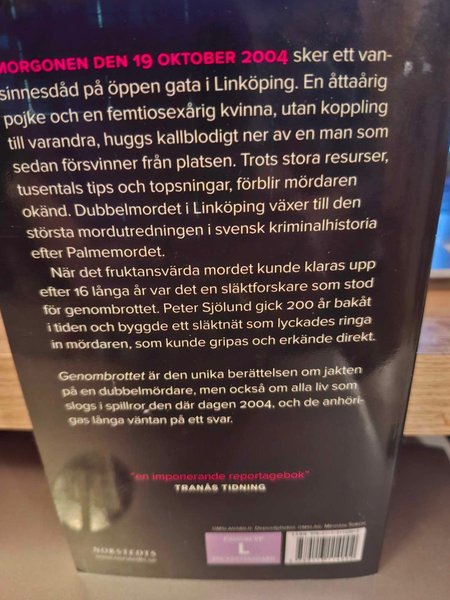 MORGONEN DEN 19 OKTOBER 2004 sker ett van-
sinnesdåd på öppen gata i Linköping. En åttaårig
pojke och en femtiosexårig kvinna, utan koppling
till varandra, huggs kallblodigt ner av en man som
sedan försvinner från platsen. Trots stora resurser,
tusentals tips och topsningar, förblir mördaren
okänd. Dubbelmordet i Linköping växer till den
största mordutredningen i svensk kriminalhistoria
efter Palmemordet.
När det fruktansvärda mordet kunde klaras upp
efter 16 långa år var det en släktforskare som stod
för genombrottet. Peter Sjölund gick 200 år bakåt
i tiden och byggde ett släktnät som lyckades ringa
in mördaren, som kunde gripas och erkände direkt.
Genombrottet är den unika berättelsen om jakten
på en dubbelmördare, men också om alla liv som
slogs i spillror den där dagen 2004, och de anhöri-
gas långa väntan på ett svar.
"en imponerande reportagebok"
TRANÅS TIDNING
NORSTEDTS
L